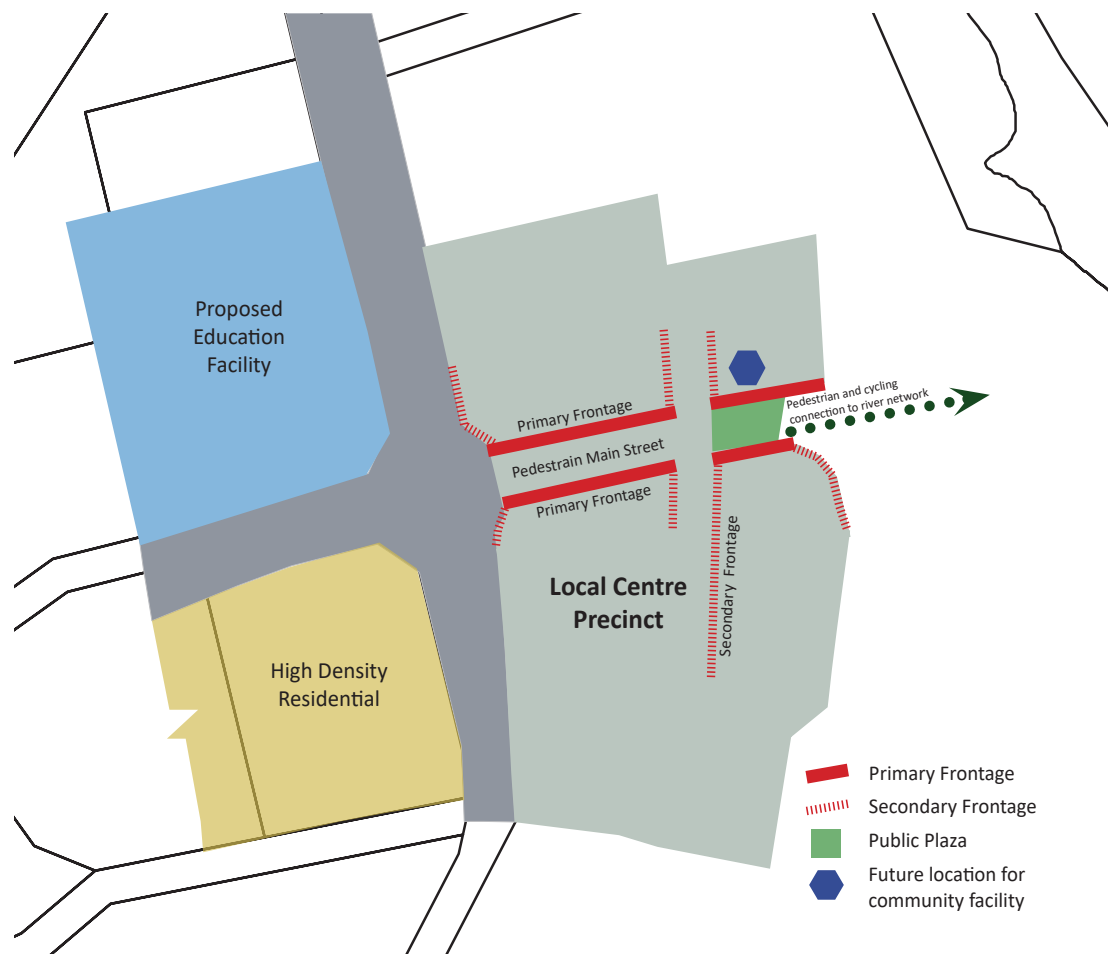 Proposed
Education
Facility
Primary Frontage
Pedestrain Main Street
Primary Frontage
Pedestrian and cycling
connection to river network
Secondary Frontage
Local Centre
Precinct
High Density
Residential
Primary Frontage
Secondary Frontage
Public Plaza
Future location for
community facility